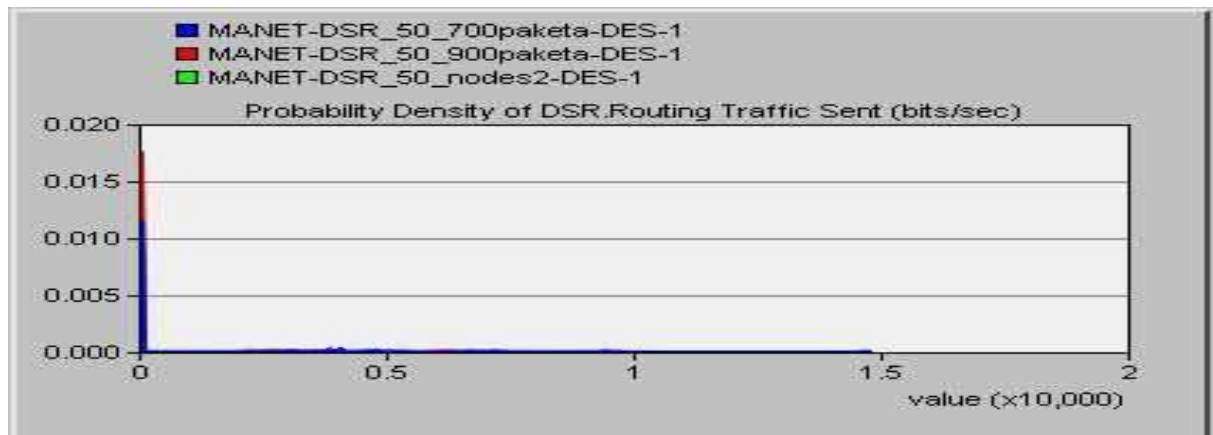 MANET-DSR_50_700paketa-DES-1
MANET-DSR_50_900paketa-DES-1
MANET-DSR_50_nodes2-DES-1
Probability Density of DSR.Routing Traffic Sent (bits/sec)
0.020
0.015
0.010
0.005
0.000
0 0.5 1 1.5 2
value (x10,000)